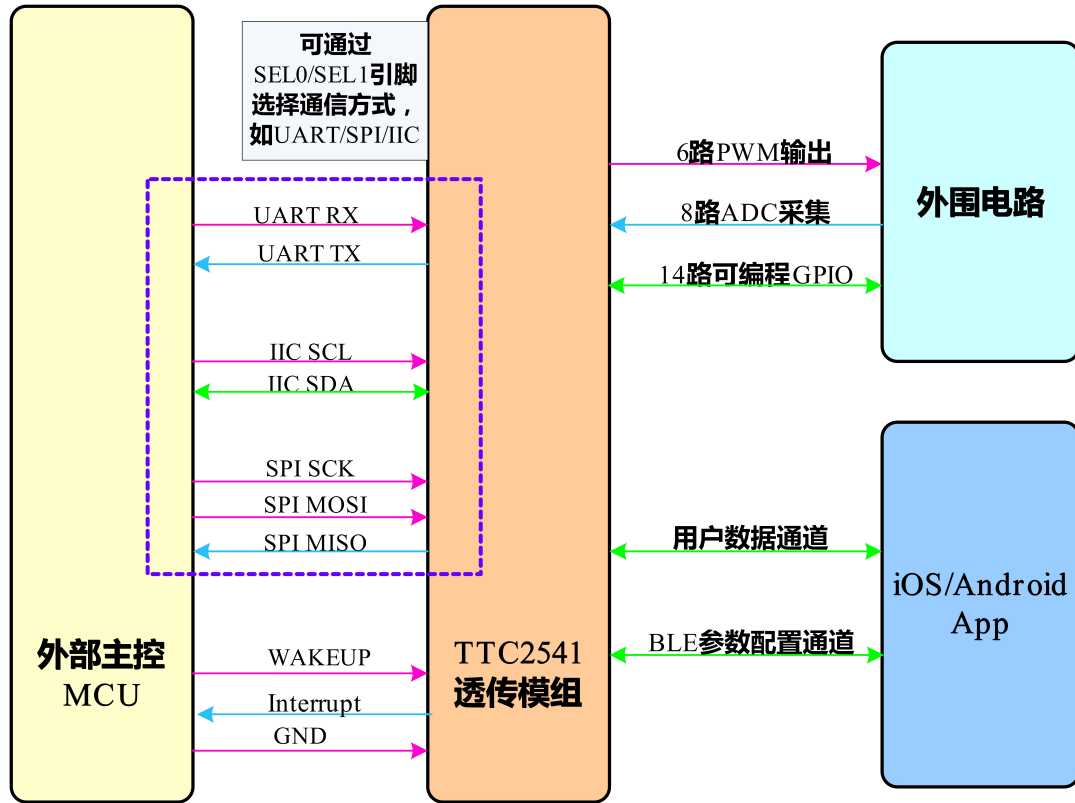 可通过
SEL0/SEL1引脚
选择通信方式，
如UART/SPI/IIC
UART RX
UART TX
IIC SCL
IIC SDA
SPI SCK
SPI MOSI
SPI MISO
外部主控
MCU
WAKEUP
Interrupt
GND
TTC2541
透传模组
6路PWM输出
8路ADC采集
14路可编程GPIO
外围电路
用户数据通道
BLE参数配置通道
iOS/Android
App